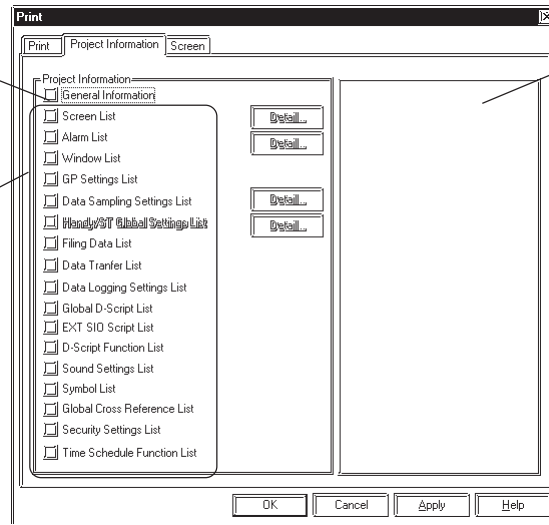 Print
Print Project Information Screen
Project Information
General Information
Screen List Detail...
Alarm List Detail...
Window List
GP Settings List
Data Sampling Settings List Detail...
Handy/ST Global Settings List Detail...
Filing Data List
Data Tranfer List
Data Logging Settings List
Global D-Script List
EXT SIO Script List
D-Script Function List
Sound Settings List
Symbol List
Global Cross Reference List
Security Settings List
Time Schedule Function List
OK Cancel Apply Help